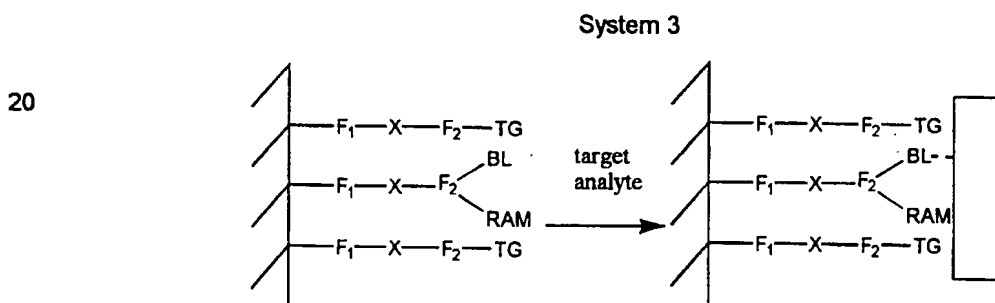 System 3
20
F₁—X—F₂—TG F₁—X—F₂—TG
BL target BL
F₁—X—F₂ analyte F₁—X—F₂
RAM RAM
F₁—X—F₂—TG F₁—X—F₂—TG